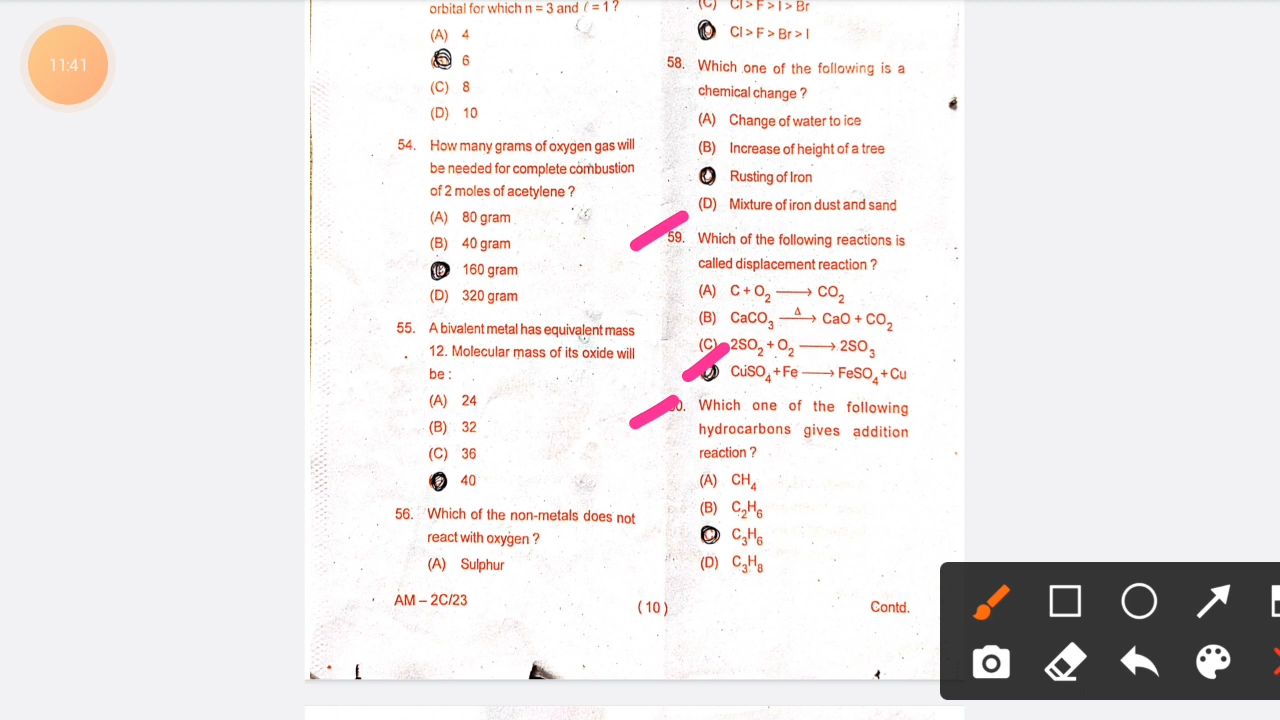 11:41
orbital for which n = 3 and ℓ = 1 ?
(A) 4
6
(C) 8
(D) 10
54. How many grams of oxygen gas will
be needed for complete combustion
of 2 moles of acetylene ?
(A) 80 gram
(B) 40 gram
160 gram
(D) 320 gram
55. A bivalent metal has equivalent mass
12. Molecular mass of its oxide will
be :
(A) 24
(B) 32
(C) 36
40
56. Which of the non-metals does not
react with oxygen ?
(A) Sulphur
AM – 2C/23
(C) Cl > F > I > Br
Cl > F > Br > I
58. Which one of the following is a
chemical change ?
(A) Change of water to ice
(B) Increase of height of a tree
Rusting of Iron
(D) Mixture of iron dust and sand
59. Which of the following reactions is
called displacement reaction ?
(A) C + O₂ ⟶ CO₂
(B) CaCO₃ —Δ→ CaO + CO₂
(C) 2SO₂ + O₂ ⟶ 2SO₃
CuSO₄ + Fe ⟶ FeSO₄ + Cu
0. Which one of the following
hydrocarbons gives addition
reaction ?
(A) CH₄
(B) C₂H₆
C₃H₆
(D) C₃H₈
( 10 )
Contd.